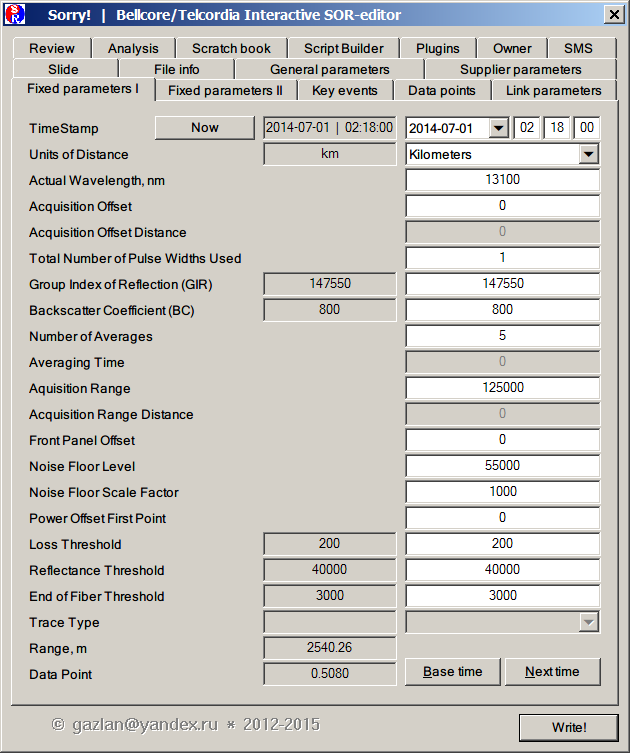 Sorry! | Bellcore/Telcordia Interactive SOR-editor
Review Analysis Scratch book Script Builder Plugins Owner SMS
Slide File info General parameters Supplier parameters
Fixed parameters I Fixed parameters II Key events Data points Link parameters
TimeStamp Now 2014-07-01 | 02:18:00 2014-07-01 02 18 00
Units of Distance km Kilometers
Actual Wavelength, nm 13100
Acquisition Offset 0
Acquisition Offset Distance 0
Total Number of Pulse Widths Used 1
Group Index of Reflection (GIR) 147550 147550
Backscatter Coefficient (BC) 800 800
Number of Averages 5
Averaging Time 0
Aquisition Range 125000
Acquisition Range Distance 0
Front Panel Offset 0
Noise Floor Level 55000
Noise Floor Scale Factor 1000
Power Offset First Point 0
Loss Threshold 200 200
Reflectance Threshold 40000 40000
End of Fiber Threshold 3000 3000
Trace Type
Range, m 2540.26
Data Point 0.5080 Base time Next time
© gazlan@yandex.ru * 2012-2015 Write!